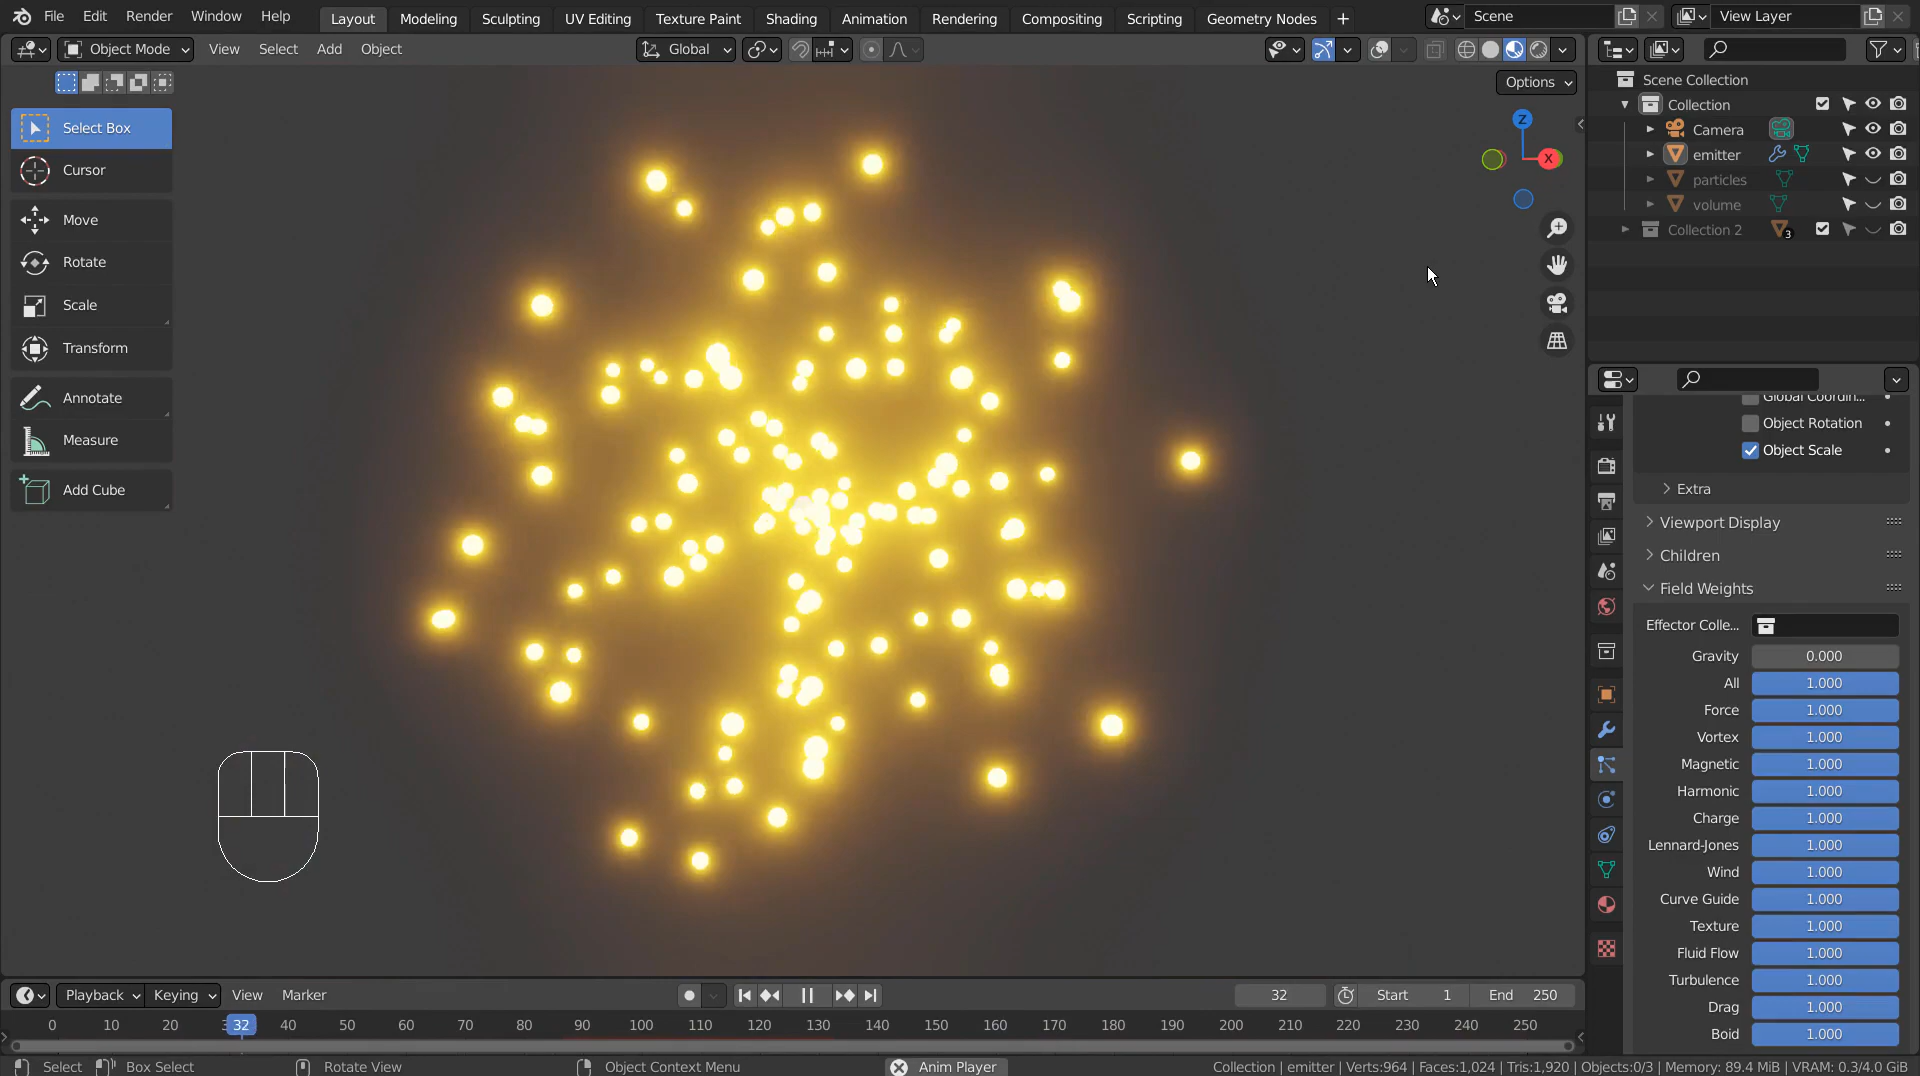 File Edit Render Window Help Layout Modeling Sculpting UV Editing Texture Paint Shading Animation Rendering Compositing Scripting Geometry Nodes + Scene View Layer
Object Mode View Select Add Object Global
Options
Select Box
Cursor
Move
Rotate
Scale
Transform
Annotate
Measure
Add Cube
Z
X
Scene Collection
Collection
Camera
emitter
particles
volume
Collection 2 3
Global Coordin...
Object Rotation
Object Scale
Extra
Viewport Display
Children
Field Weights
Effector Colle...
Gravity 0.000
All 1.000
Force 1.000
Vortex 1.000
Magnetic 1.000
Harmonic 1.000
Charge 1.000
Lennard-Jones 1.000
Wind 1.000
Curve Guide 1.000
Texture 1.000
Fluid Flow 1.000
Turbulence 1.000
Drag 1.000
Boid 1.000
Playback Keying View Marker 32 Start 1 End 250
0 10 20 32 40 50 60 70 80 90 100 110 120 130 140 150 160 170 180 190 200 210 220 230 240 250
Select Box Select Rotate View Object Context Menu Anim Player Collection | emitter | Verts:964 | Faces:1,024 | Tris:1,920 | Objects:0/3 | Memory: 89.4 MiB | VRAM: 0.3/4.0 GiB